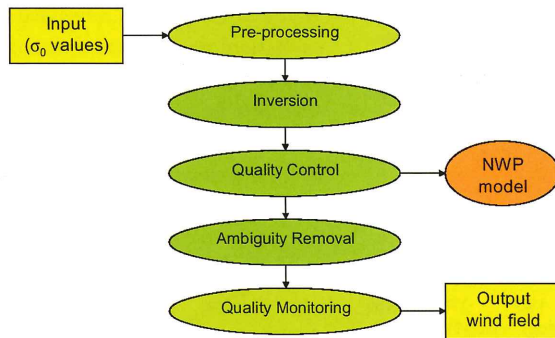 Input
(σ₀ values)
Pre-processing
Inversion
Quality Control
NWP
model
Ambiguity Removal
Quality Monitoring
Output
wind field